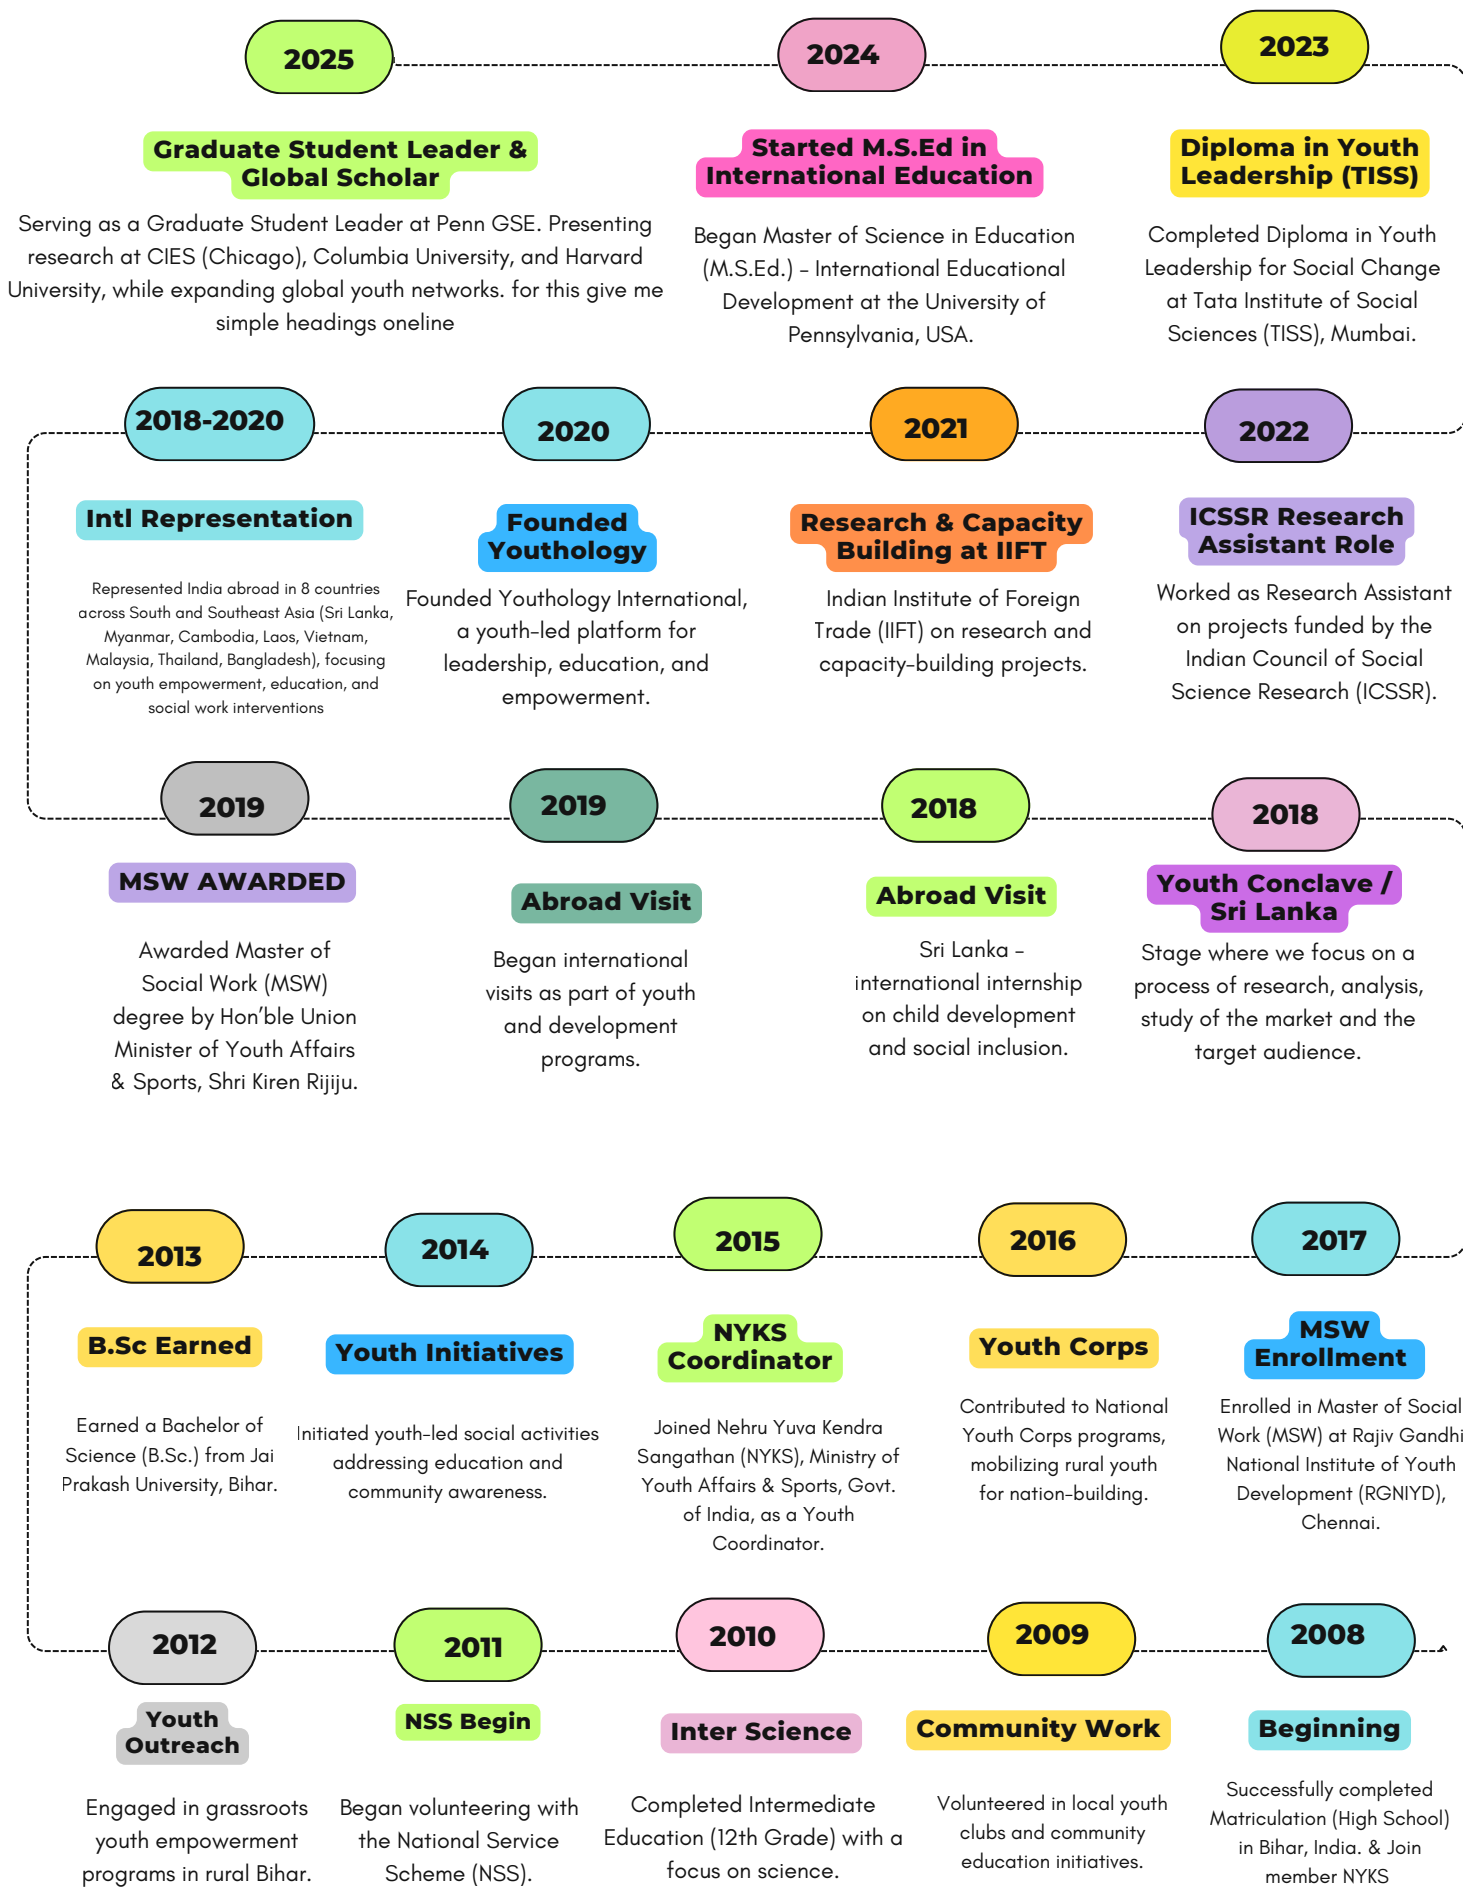 2025
Graduate Student Leader &
Global Scholar
Serving as a Graduate Student Leader at Penn GSE. Presenting
research at CIES (Chicago), Columbia University, and Harvard
University, while expanding global youth networks. for this give me
simple headings oneline
2024
Started M.S.Ed in
International Education
Began Master of Science in Education
(M.S.Ed.) – International Educational
Development at the University of
Pennsylvania, USA.
2023
Diploma in Youth
Leadership (TISS)
Completed Diploma in Youth
Leadership for Social Change
at Tata Institute of Social
Sciences (TISS), Mumbai.
2018-2020
Intl Representation
Represented India abroad in 8 countries
across South and Southeast Asia (Sri Lanka,
Myanmar, Cambodia, Laos, Vietnam,
Malaysia, Thailand, Bangladesh), focusing
on youth empowerment, education, and
social work interventions
2020
Founded
Youthology
Founded Youthology International,
a youth-led platform for
leadership, education, and
empowerment.
2021
Research & Capacity
Building at IIFT
Indian Institute of Foreign
Trade (IIFT) on research and
capacity-building projects.
2022
ICSSR Research
Assistant Role
Worked as Research Assistant
on projects funded by the
Indian Council of Social
Science Research (ICSSR).
2019
MSW AWARDED
Awarded Master of
Social Work (MSW)
degree by Hon'ble Union
Minister of Youth Affairs
& Sports, Shri Kiren Rijiju.
2019
Abroad Visit
Began international
visits as part of youth
and development
programs.
2018
Abroad Visit
Sri Lanka –
international internship
on child development
and social inclusion.
2018
Youth Conclave /
Sri Lanka
Stage where we focus on a
process of research, analysis,
study of the market and the
target audience.
2013
B.Sc Earned
Earned a Bachelor of
Science (B.Sc.) from Jai
Prakash University, Bihar.
2014
Youth Initiatives
Initiated youth-led social activities
addressing education and
community awareness.
2015
NYKS
Coordinator
Joined Nehru Yuva Kendra
Sangathan (NYKS), Ministry of
Youth Affairs & Sports, Govt.
of India, as a Youth
Coordinator.
2016
Youth Corps
Contributed to National
Youth Corps programs,
mobilizing rural youth
for nation-building.
2017
MSW
Enrollment
Enrolled in Master of Social
Work (MSW) at Rajiv Gandhi
National Institute of Youth
Development (RGNIYD),
Chennai.
2012
Youth
Outreach
Engaged in grassroots
youth empowerment
programs in rural Bihar.
2011
NSS Begin
Began volunteering with
the National Service
Scheme (NSS).
2010
Inter Science
Completed Intermediate
Education (12th Grade) with a
focus on science.
2009
Community Work
Volunteered in local youth
clubs and community
education initiatives.
2008
Beginning
Successfully completed
Matriculation (High School)
in Bihar, India. & Join
member NYKS